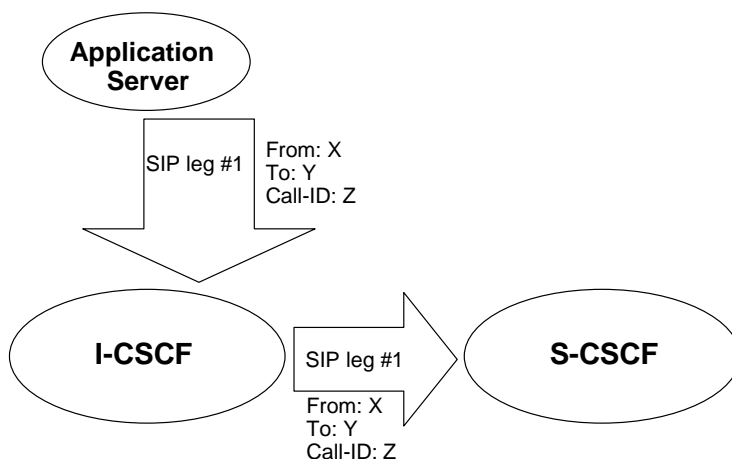 Application
Server
SIP leg #1
From: X
To: Y
Call-ID: Z
I-CSCF
SIP leg #1
S-CSCF
From: X
To: Y
Call-ID: Z